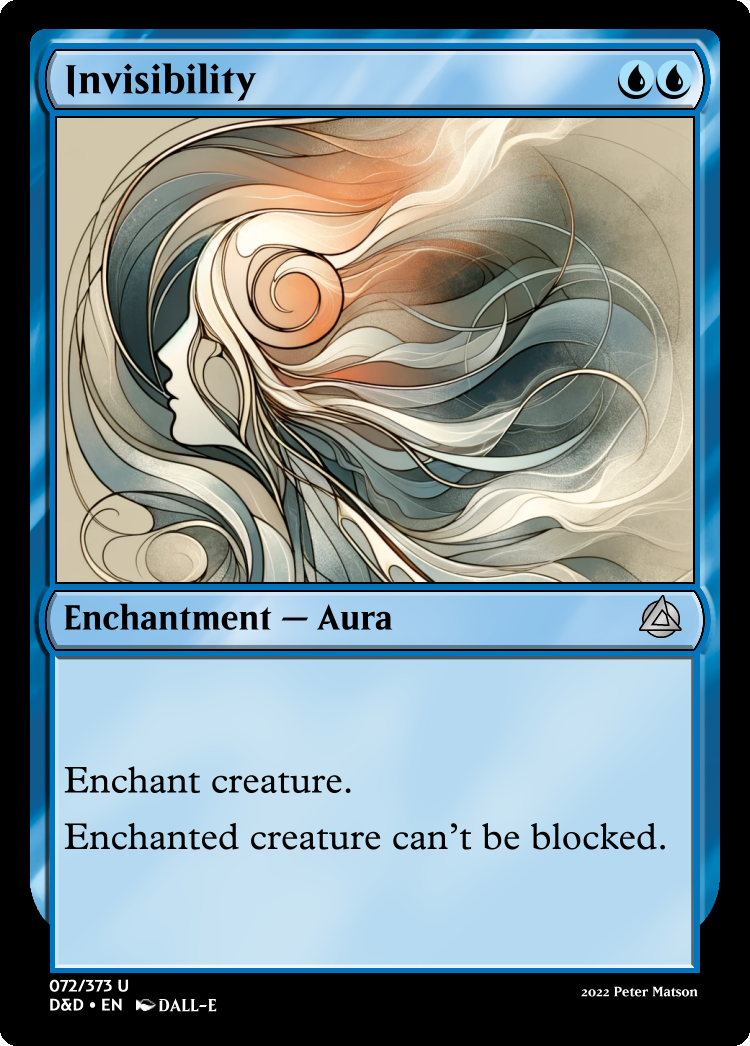 Invisibility
Enchantment — Aura
Enchant creature.
Enchanted creature can't be blocked.
072/373 U
D&D • EN DALL-E
2022 Peter Matson